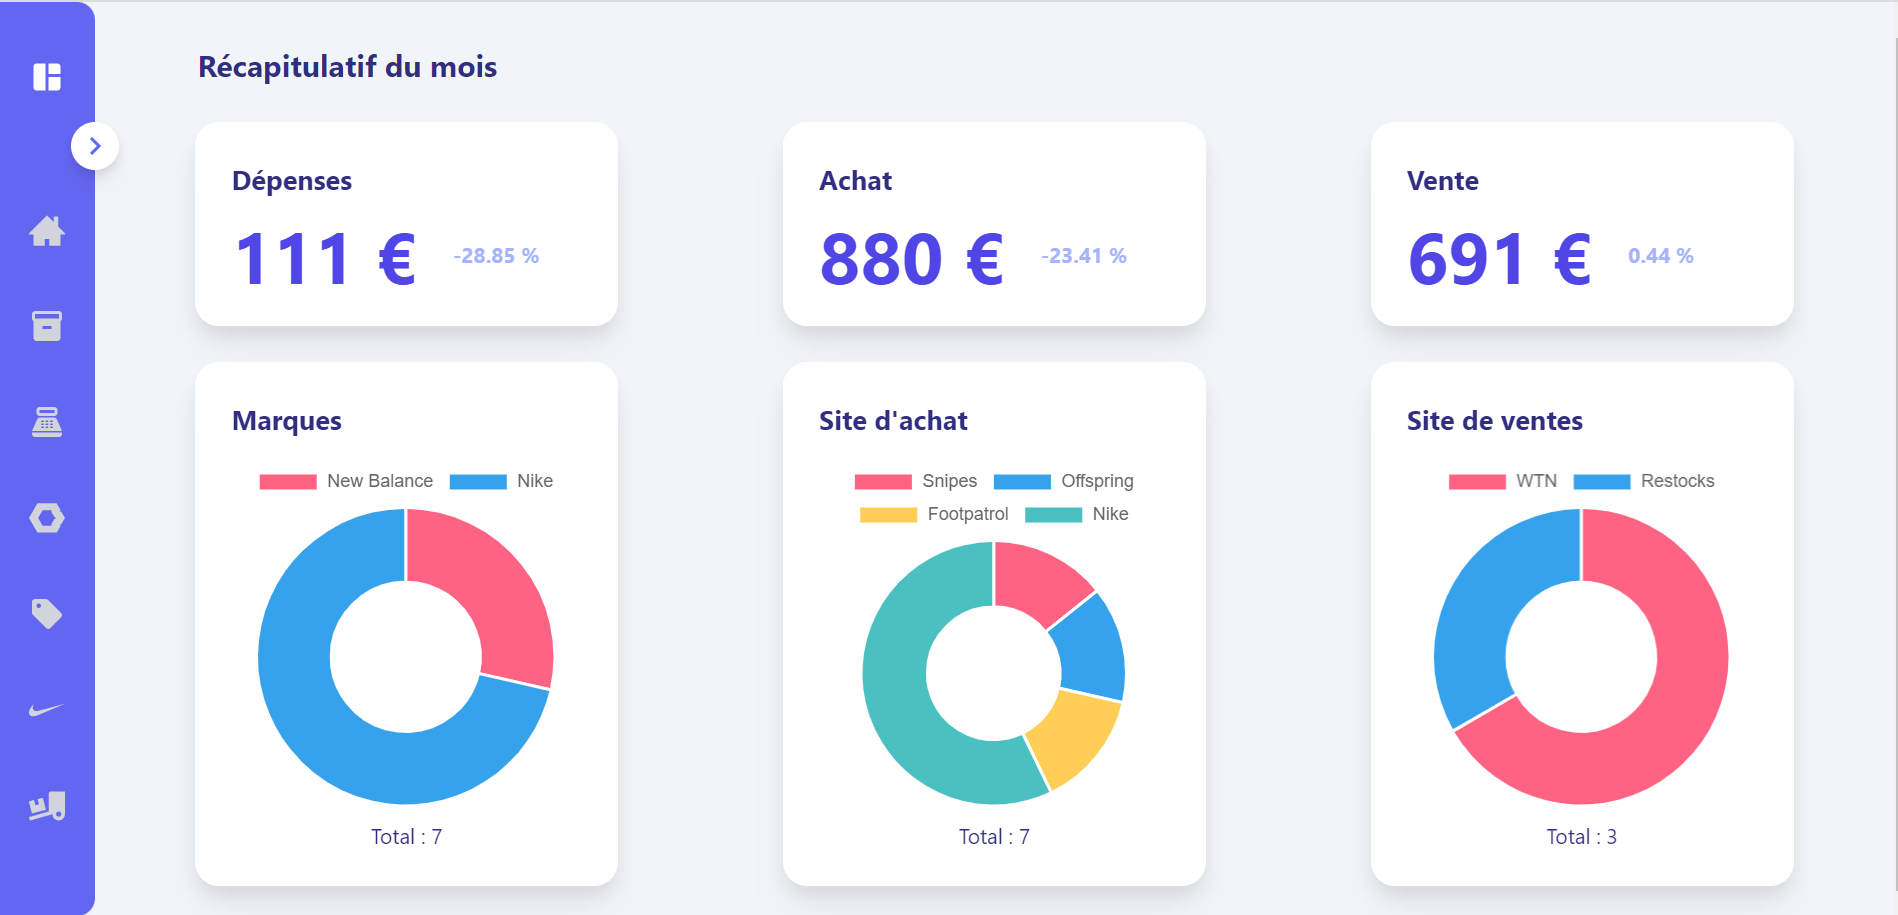 Récapitulatif du mois
Dépenses
111 € -28.85 %
Achat
880 € -23.41 %
Vente
691 € 0.44 %
Marques
New Balance Nike
Total : 7
Site d'achat
Snipes Offspring
Footpatrol Nike
Total : 7
Site de ventes
WTN Restocks
Total : 3